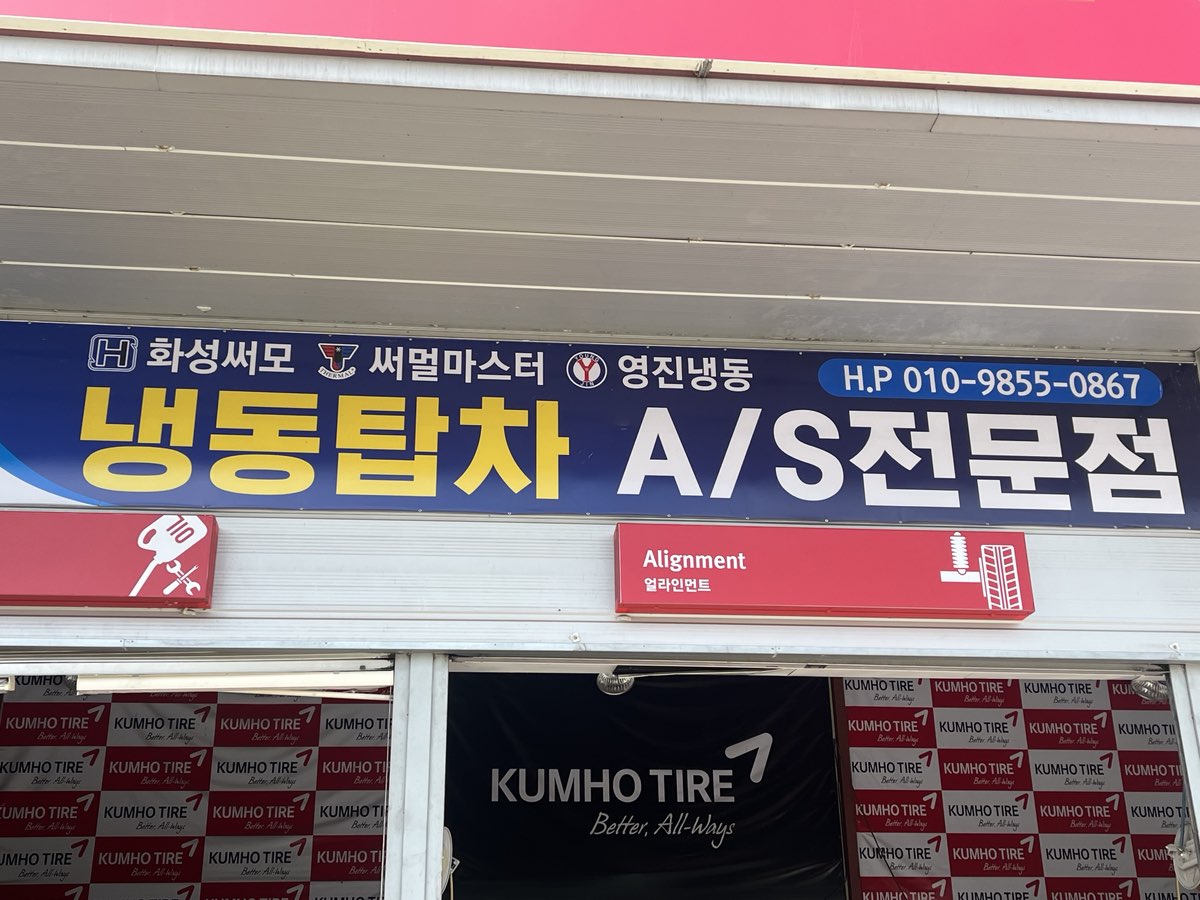 화성써모 써멀마스터 영진냉동 H.P 010-9855-0867
냉동탑차 A/S전문점
Alignment
얼라인먼트
KUMHO TIRE
Better, All-Ways